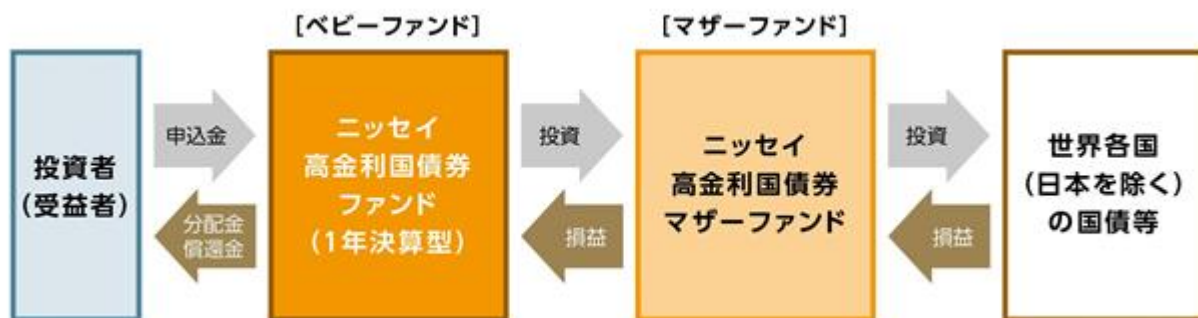 [ベビーファンド]
[マザーファンド]
投資者
(受益者)
申込金
分配金
償還金
ニッセイ
高金利国債券
ファンド
(1年決算型)
投資
損益
ニッセイ
高金利国債券
マザーファンド
投資
損益
世界各国
(日本を除く)
の国債等